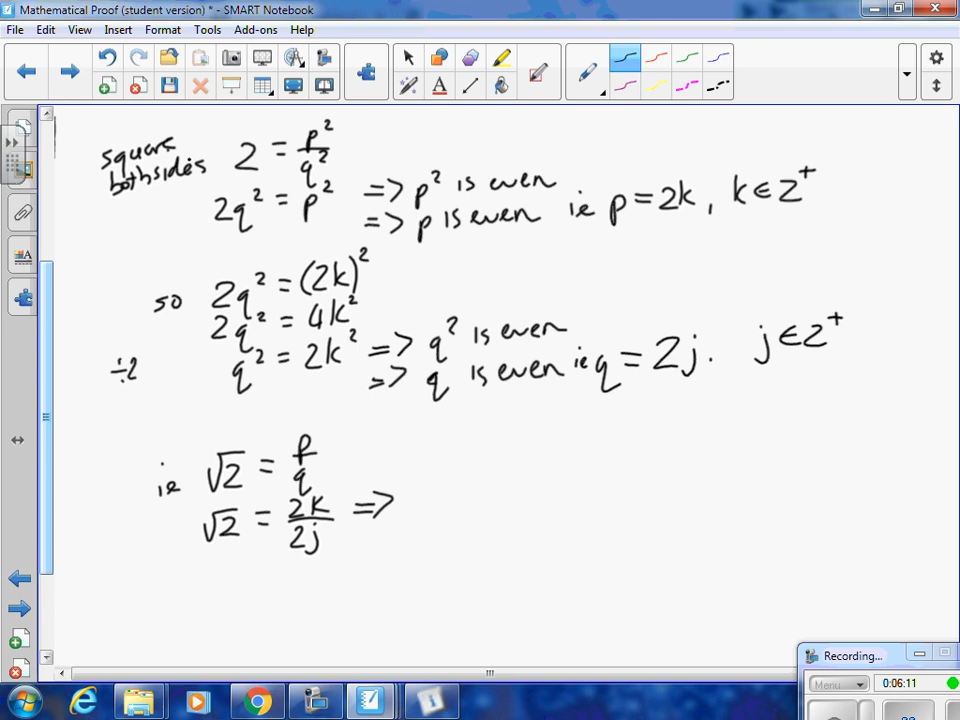 Mathematical Proof (student version) * - SMART Notebook
File Edit View Insert Format Tools Add-ons Help
square both sides 2 = p²/q²
2q² = p² => p² is even
=> p is even ie p = 2k, k ∈ Z⁺
so 2q² = (2k)²
2q² = 4k²
÷2 q² = 2k² => q² is even
=> q is even ie q = 2j. j ∈ Z⁺
ie √2 = p/q
√2 = 2k/2j =>
Recording...
Menu 0:06:11